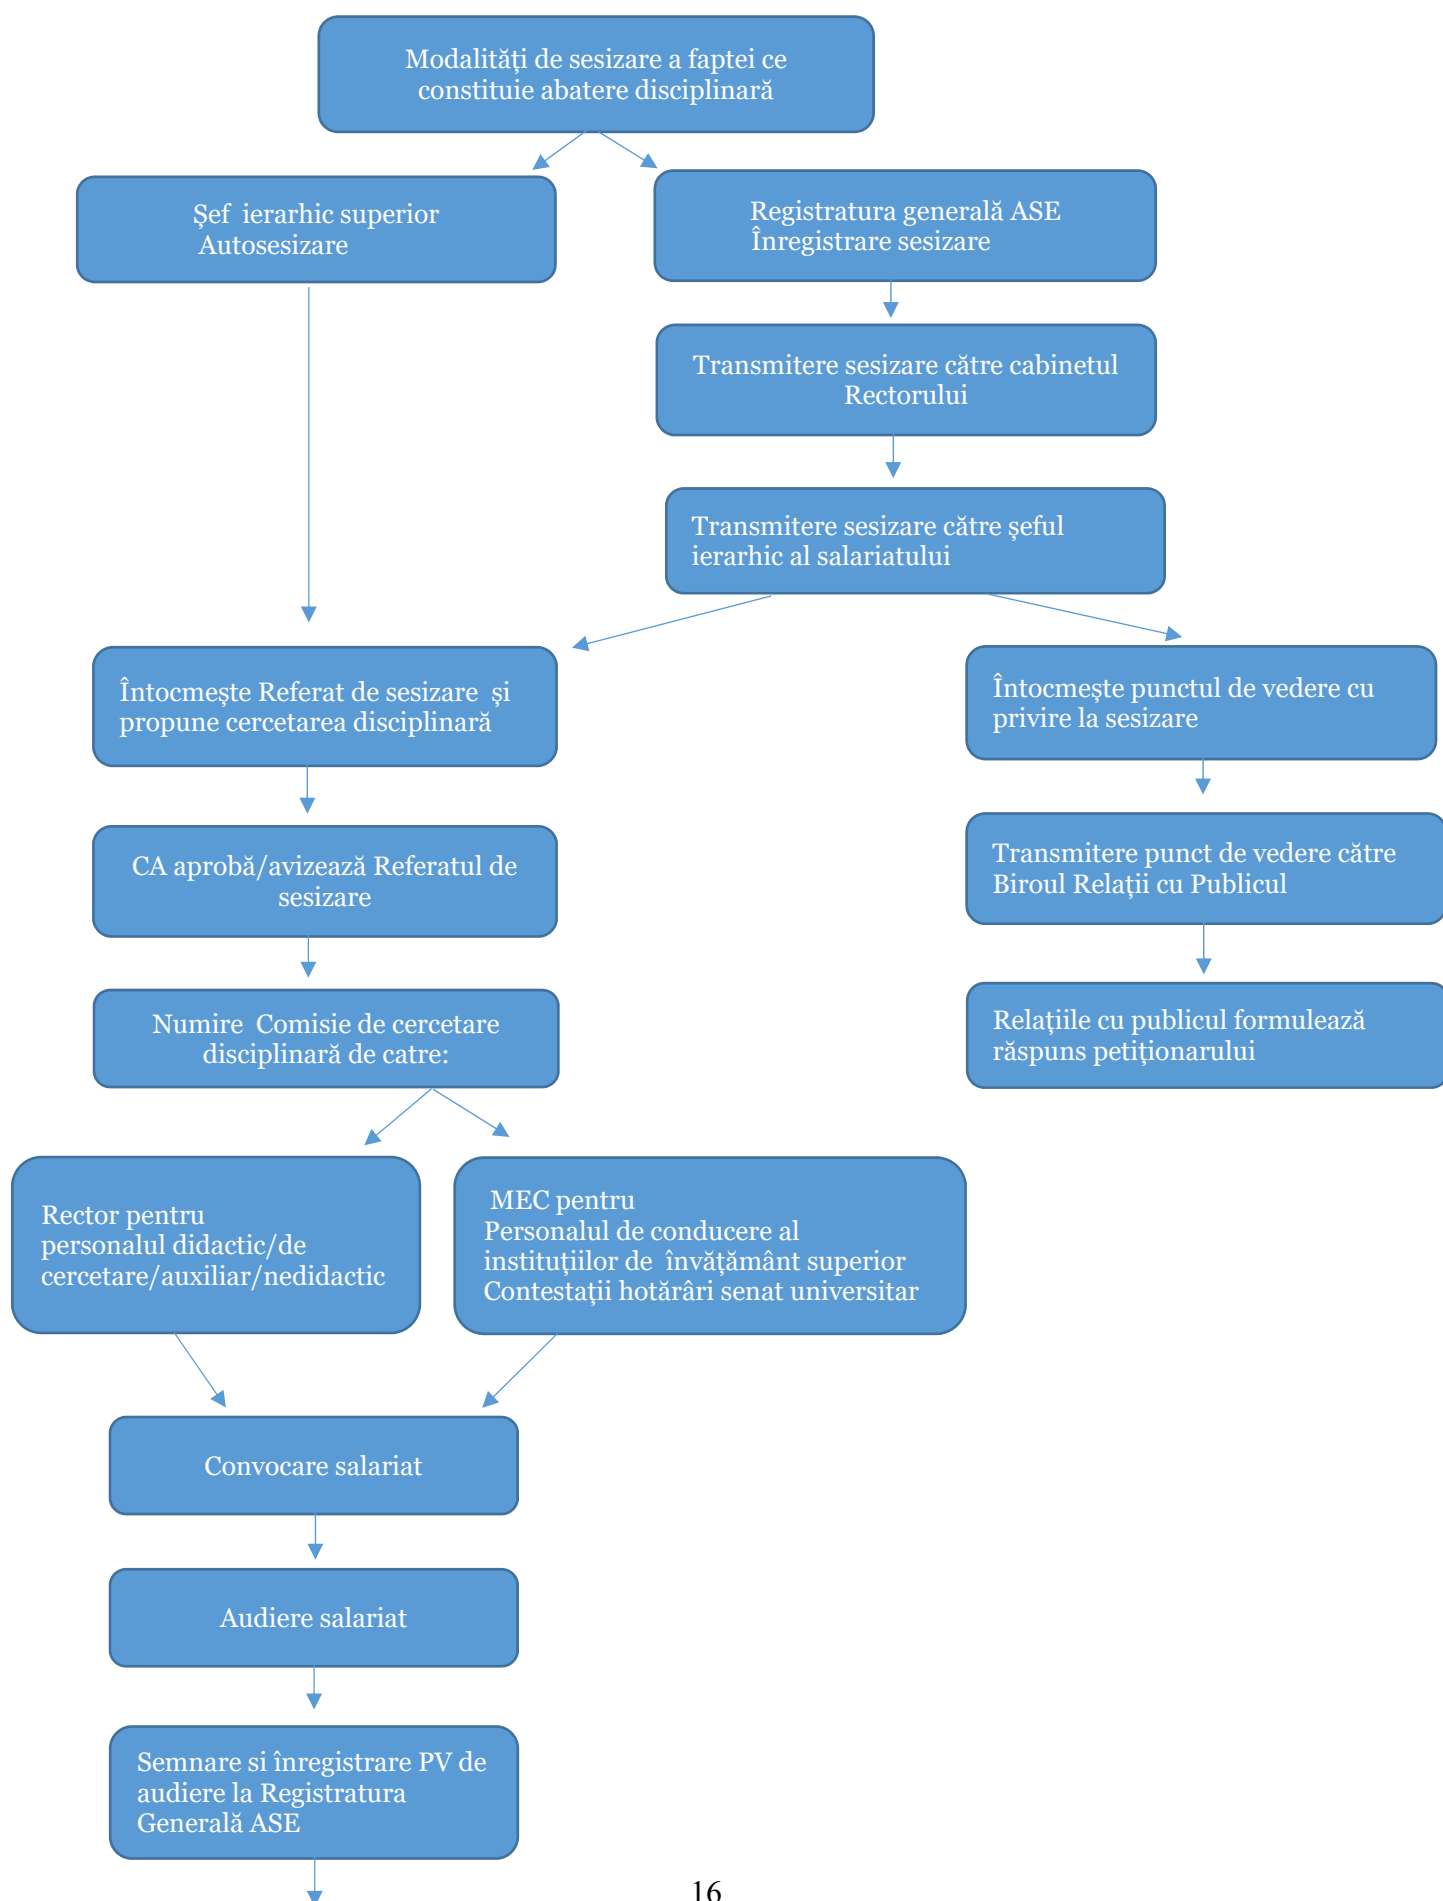 Modalități de sesizare a faptei ce
constituie abatere disciplinară
Șef ierarhic superior
Autosesizare
Registratura generală ASE
Înregistrare sesizare
Transmitere sesizare către cabinetul
Rectorului
Transmitere sesizare către șeful
ierarhic al salariatului
Întocmește Referat de sesizare și
propune cercetarea disciplinară
Întocmește punctul de vedere cu
privire la sesizare
CA aprobă/avizează Referatul de
sesizare
Transmitere punct de vedere către
Biroul Relații cu Publicul
Numire Comisie de cercetare
disciplinară de catre:
Relațiile cu publicul formulează
răspuns petiționarului
Rector pentru
personalul didactic/de
cercetare/auxiliar/nedidactic
MEC pentru
Personalul de conducere al
instituțiilor de învățământ superior
Contestații hotărâri senat universitar
Convocare salariat
Audiere salariat
Semnare si înregistrare PV de
audiere la Registratura
Generală ASE
16